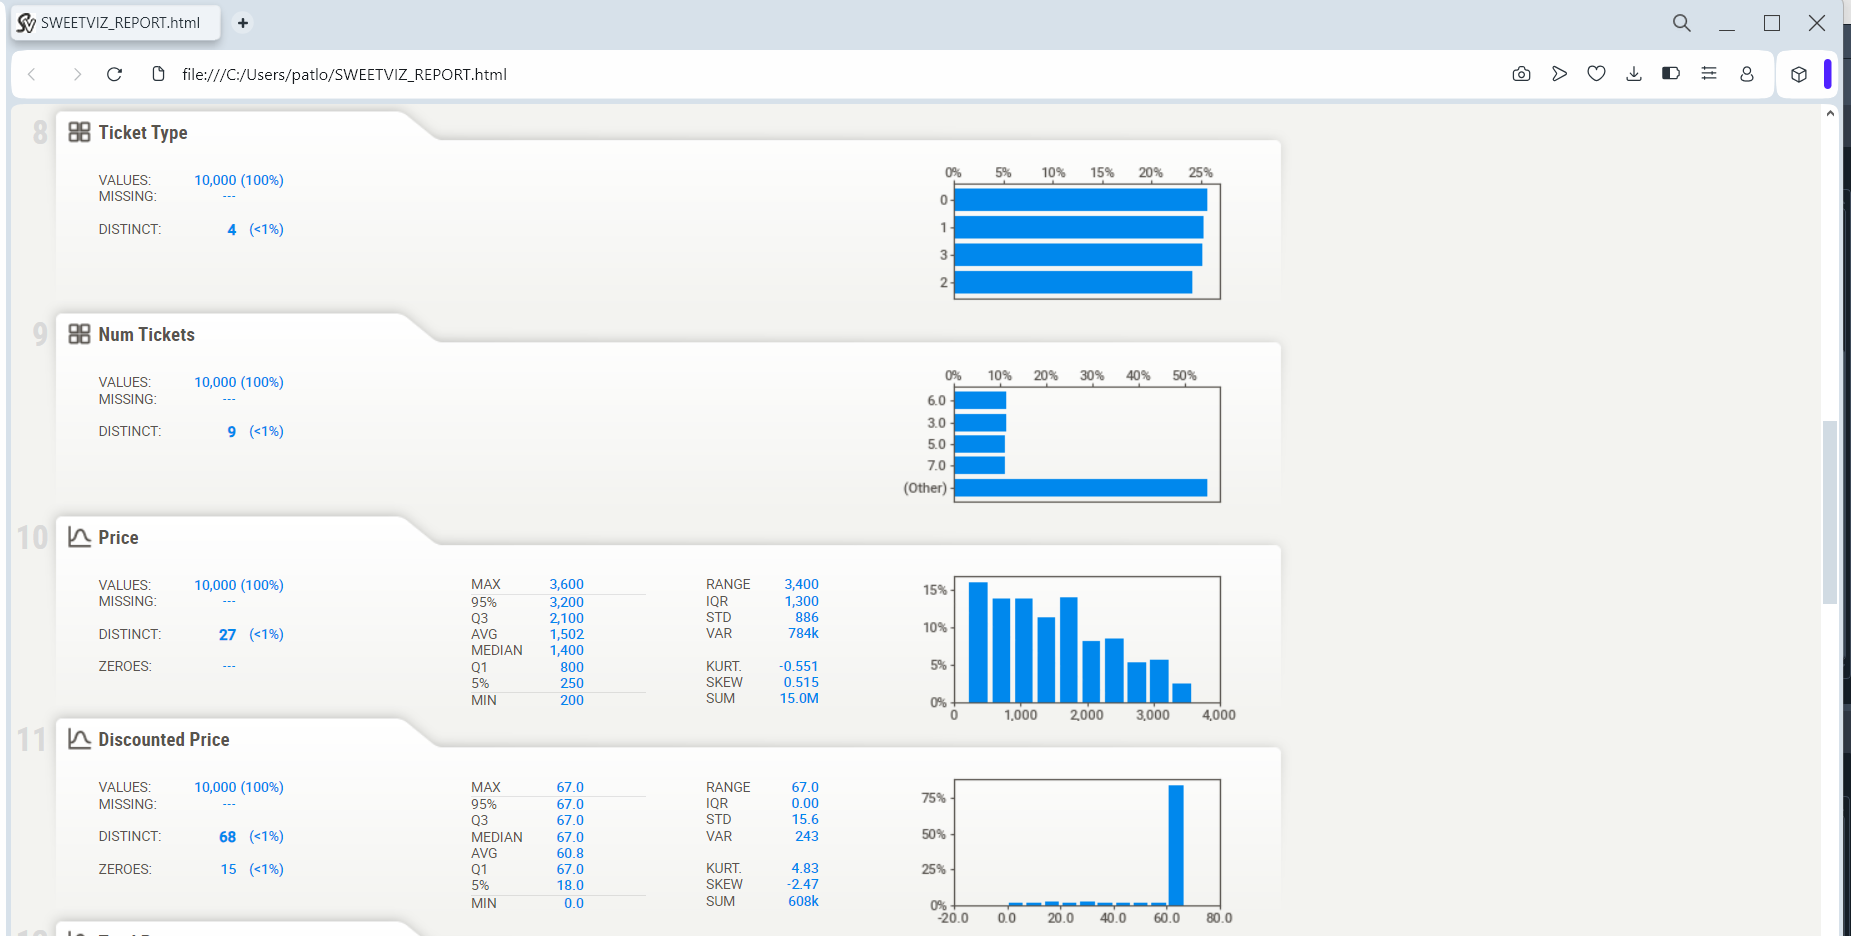 SWEETVIZ_REPORT.html
file:///C:/Users/patlo/SWEETVIZ_REPORT.html
8 Ticket Type
VALUES: 10,000 (100%)
MISSING: ---
DISTINCT: 4 (<1%)
0% 5% 10% 15% 20% 25%
0
1
3
2
9 Num Tickets
VALUES: 10,000 (100%)
MISSING: ---
DISTINCT: 9 (<1%)
0% 10% 20% 30% 40% 50%
6.0
3.0
5.0
7.0
(Other)
10 Price
VALUES: 10,000 (100%)
MISSING: ---
DISTINCT: 27 (<1%)
ZEROES: ---
MAX 3,600
95% 3,200
Q3 2,100
AVG 1,502
MEDIAN 1,400
Q1 800
5% 250
MIN 200
RANGE 3,400
IQR 1,300
STD 886
VAR 784k
KURT. -0.551
SKEW 0.515
SUM 15.0M
15%
10%
5%
0%
0 1,000 2,000 3,000 4,000
11 Discounted Price
VALUES: 10,000 (100%)
MISSING: ---
DISTINCT: 68 (<1%)
ZEROES: 15 (<1%)
MAX 67.0
95% 67.0
Q3 67.0
MEDIAN 67.0
AVG 60.8
Q1 67.0
5% 18.0
MIN 0.0
RANGE 67.0
IQR 0.00
STD 15.6
VAR 243
KURT. 4.83
SKEW -2.47
SUM 608k
75%
50%
25%
0%
-20.0 0.0 20.0 40.0 60.0 80.0